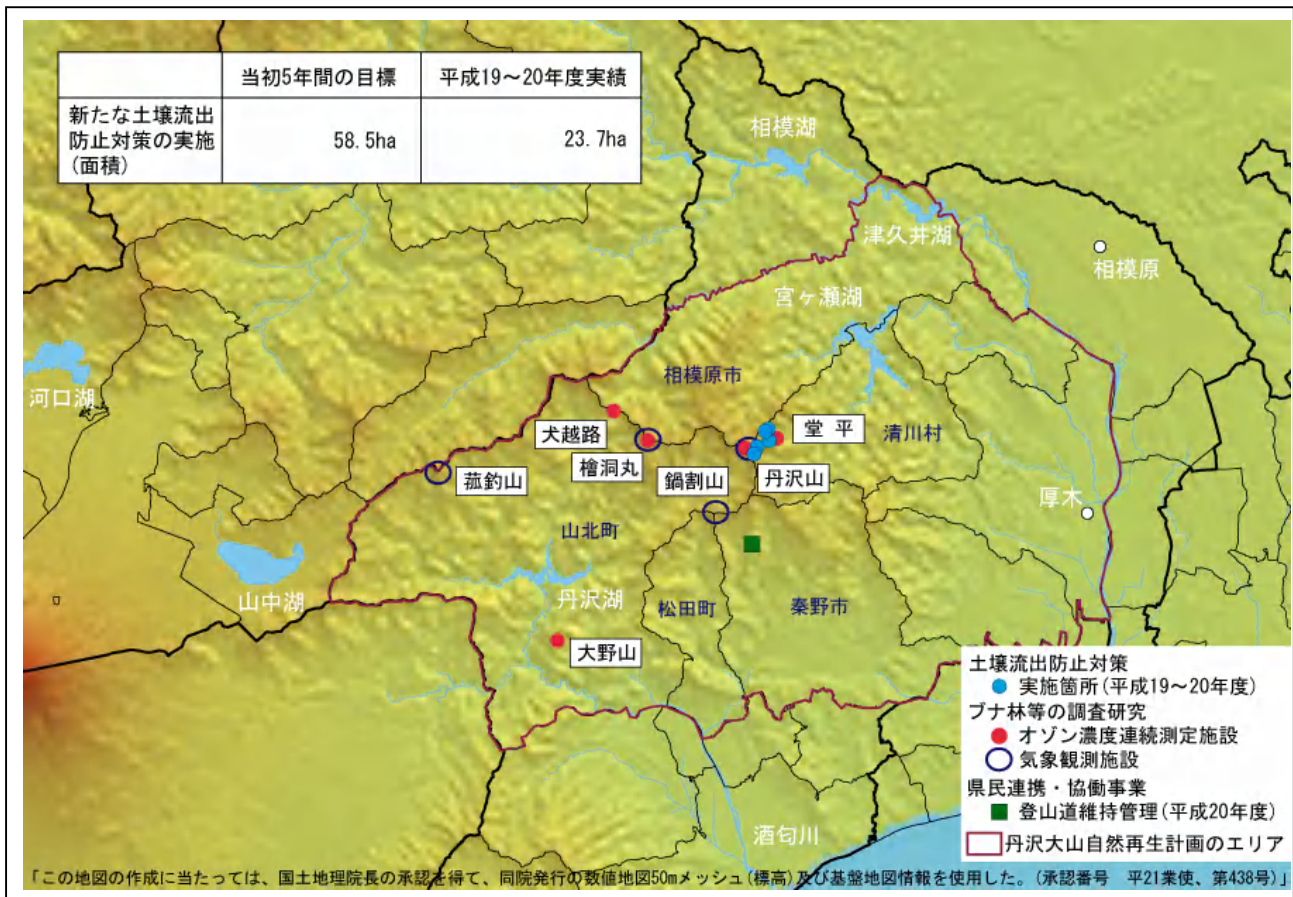 当初5年間の目標
平成19～20年度実績
新たな土壌流出
防止対策の実施
(面積)
58.5ha
23.7ha
相模湖
津久井湖
相模原
宮ヶ瀬湖
河口湖
相模原市
犬越路
堂 平
清川村
檜洞丸
鍋割山
丹沢山
菰釣山
厚木
山北町
山中湖
丹沢湖
松田町
秦野市
大野山
土壌流出防止対策
実施箇所(平成19～20年度)
ブナ林等の調査研究
オゾン濃度連続測定施設
気象観測施設
県民連携・協働事業
登山道維持管理(平成20年度)
丹沢大山自然再生計画のエリア
酒匂川
「この地図の作成に当たっては、国土地理院長の承認を得て、同院発行の数値地図50mメッシュ(標高)及び基盤地図情報を使用した。(承認番号　平21業使、第438号)」